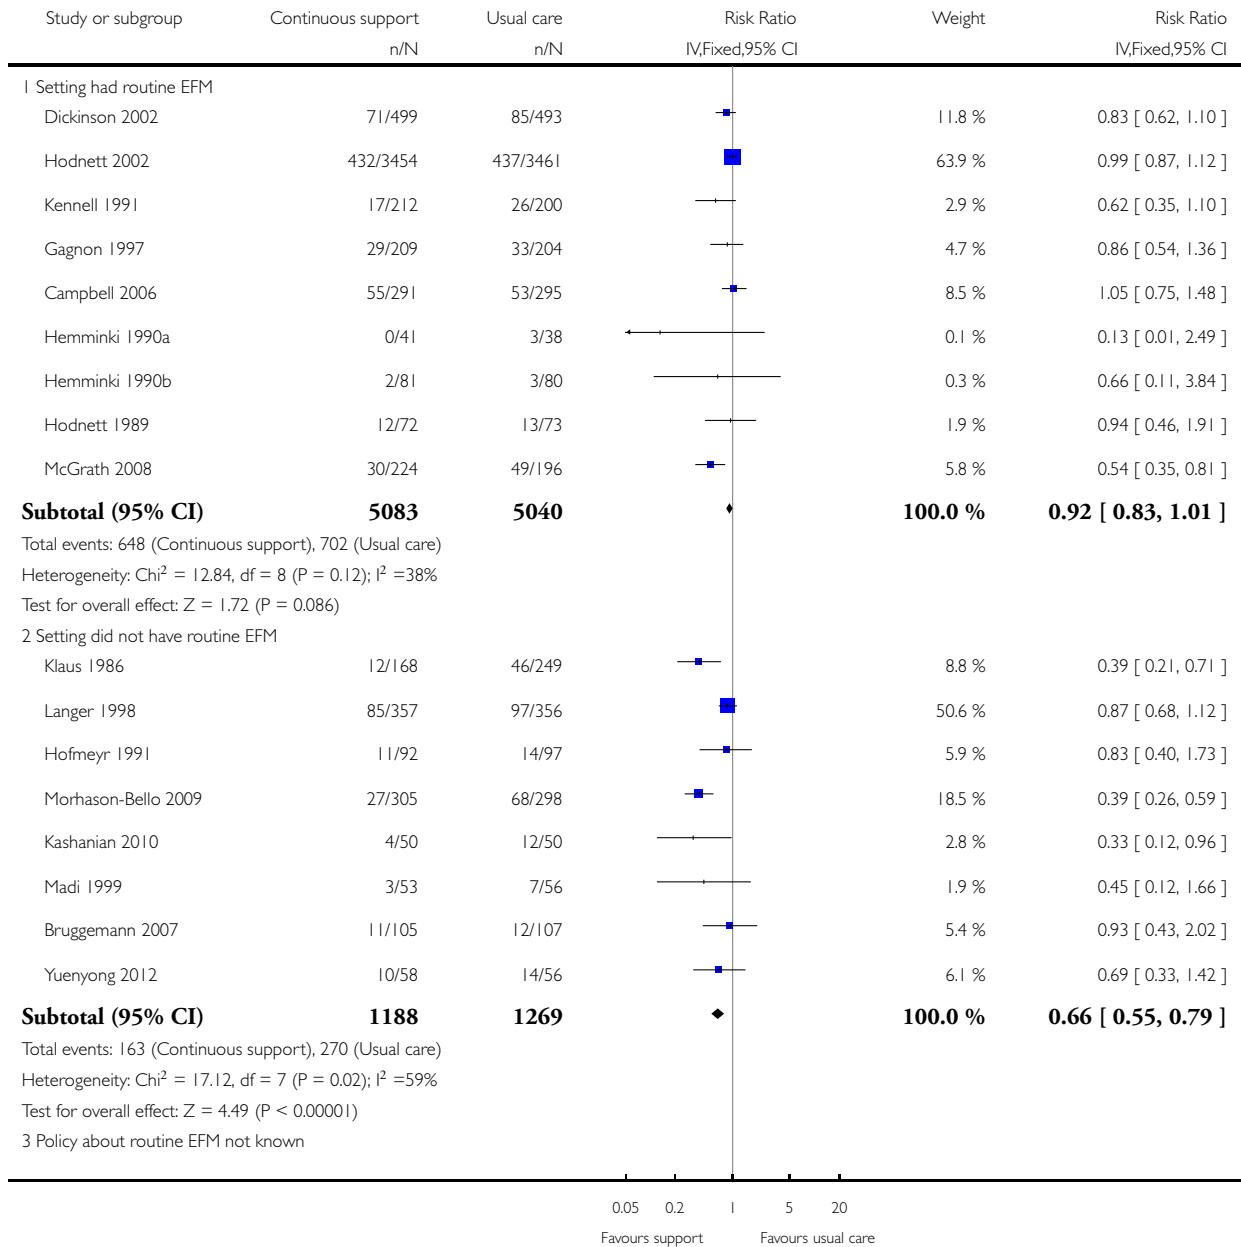 Study or subgroup Continuous support Usual care Risk Ratio Weight Risk Ratio
n/N n/N IV,Fixed,95% CI IV,Fixed,95% CI
1 Setting had routine EFM
Dickinson 2002 71/499 85/493 11.8 % 0.83 [ 0.62, 1.10 ]
Hodnett 2002 432/3454 437/3461 63.9 % 0.99 [ 0.87, 1.12 ]
Kennell 1991 17/212 26/200 2.9 % 0.62 [ 0.35, 1.10 ]
Gagnon 1997 29/209 33/204 4.7 % 0.86 [ 0.54, 1.36 ]
Campbell 2006 55/291 53/295 8.5 % 1.05 [ 0.75, 1.48 ]
Hemminki 1990a 0/41 3/38 0.1 % 0.13 [ 0.01, 2.49 ]
Hemminki 1990b 2/81 3/80 0.3 % 0.66 [ 0.11, 3.84 ]
Hodnett 1989 12/72 13/73 1.9 % 0.94 [ 0.46, 1.91 ]
McGrath 2008 30/224 49/196 5.8 % 0.54 [ 0.35, 0.81 ]
Subtotal (95% CI) 5083 5040 100.0 % 0.92 [ 0.83, 1.01 ]
Total events: 648 (Continuous support), 702 (Usual care)
Heterogeneity: Chi² = 12.84, df = 8 (P = 0.12); I² =38%
Test for overall effect: Z = 1.72 (P = 0.086)
2 Setting did not have routine EFM
Klaus 1986 12/168 46/249 8.8 % 0.39 [ 0.21, 0.71 ]
Langer 1998 85/357 97/356 50.6 % 0.87 [ 0.68, 1.12 ]
Hofmeyr 1991 11/92 14/97 5.9 % 0.83 [ 0.40, 1.73 ]
Morhason-Bello 2009 27/305 68/298 18.5 % 0.39 [ 0.26, 0.59 ]
Kashanian 2010 4/50 12/50 2.8 % 0.33 [ 0.12, 0.96 ]
Madi 1999 3/53 7/56 1.9 % 0.45 [ 0.12, 1.66 ]
Bruggemann 2007 11/105 12/107 5.4 % 0.93 [ 0.43, 2.02 ]
Yuenyong 2012 10/58 14/56 6.1 % 0.69 [ 0.33, 1.42 ]
Subtotal (95% CI) 1188 1269 100.0 % 0.66 [ 0.55, 0.79 ]
Total events: 163 (Continuous support), 270 (Usual care)
Heterogeneity: Chi² = 17.12, df = 7 (P = 0.02); I² =59%
Test for overall effect: Z = 4.49 (P < 0.00001)
3 Policy about routine EFM not known
0.05 0.2 1 5 20
Favours support Favours usual care